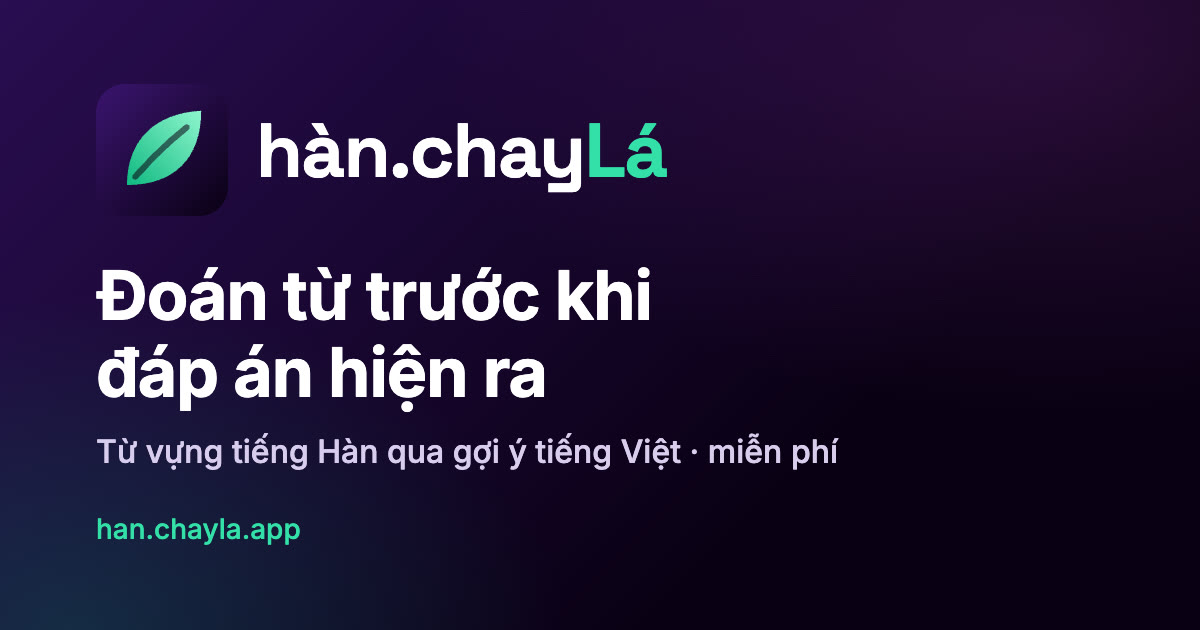 hàn.chayLá
Đoán từ trước khi
đáp án hiện ra
Từ vựng tiếng Hàn qua gợi ý tiếng Việt · miễn phí
han.chayla.app